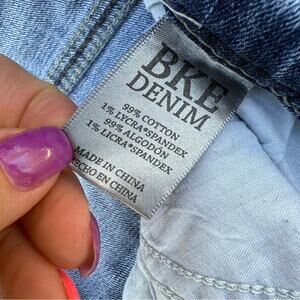 BKE
DENIM
99% COTTON
1% LYCRA*SPANDEX
99% ALGODÓN
1% LICRA*SPANDEX
MADE IN CHINA
HECHO EN CHINA